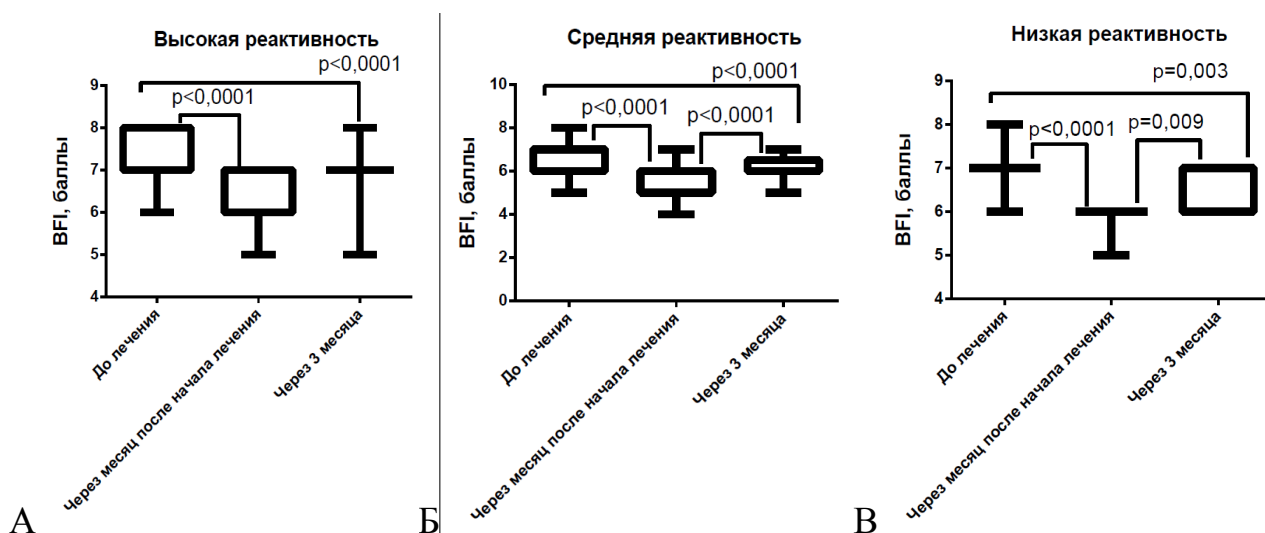 Высокая реактивность
p<0,0001
p<0,0001
BFI, баллы
9
8
7
6
5
4
До лечения
Через месяц после начала лечения
Через 3 месяца
А
Средняя реактивность
p<0,0001
p<0,0001
p<0,0001
BFI, баллы
10
8
6
4
2
0
До лечения
Через месяц после начала лечения
Через 3 месяца
Б
Низкая реактивность
p=0,003
p<0,0001
p=0,009
BFI, баллы
9
8
7
6
5
4
До лечения
Через месяц после начала лечения
Через 3 месяца
В